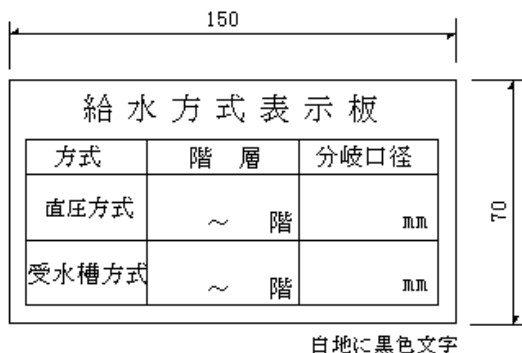 150
給水方式表示板
方式 階層 分岐口径
直圧方式 ～ 階 mm
受水槽方式 ～ 階 mm
70
白地に黒色文字